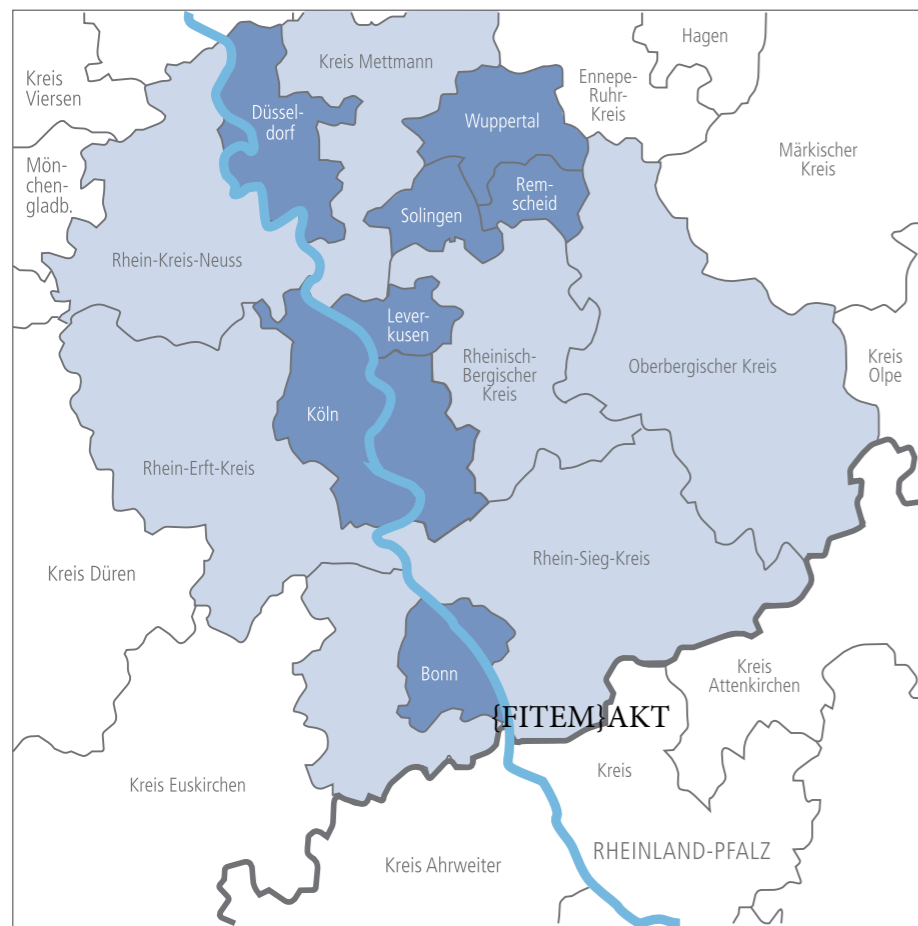 Hagen
Kreis Mettmann
Kreis
Viersen
Ennepe-
Ruhr-
Kreis
Düssel-
dorf
Wuppertal
Märkischer
Kreis
Mön-
chen-
gladb.
Rem-
scheid
Solingen
Rhein-Kreis-Neuss
Lever-
kusen
Rheinisch-
Bergischer
Kreis
Oberbergischer Kreis
Kreis
Olpe
Köln
Rhein-Erft-Kreis
Rhein-Sieg-Kreis
Kreis Düren
Bonn
Kreis
Attenkirchen
{FITEM}AKT
Kreis
Kreis Euskirchen
RHEINLAND-PFALZ
Kreis Ahrweiter